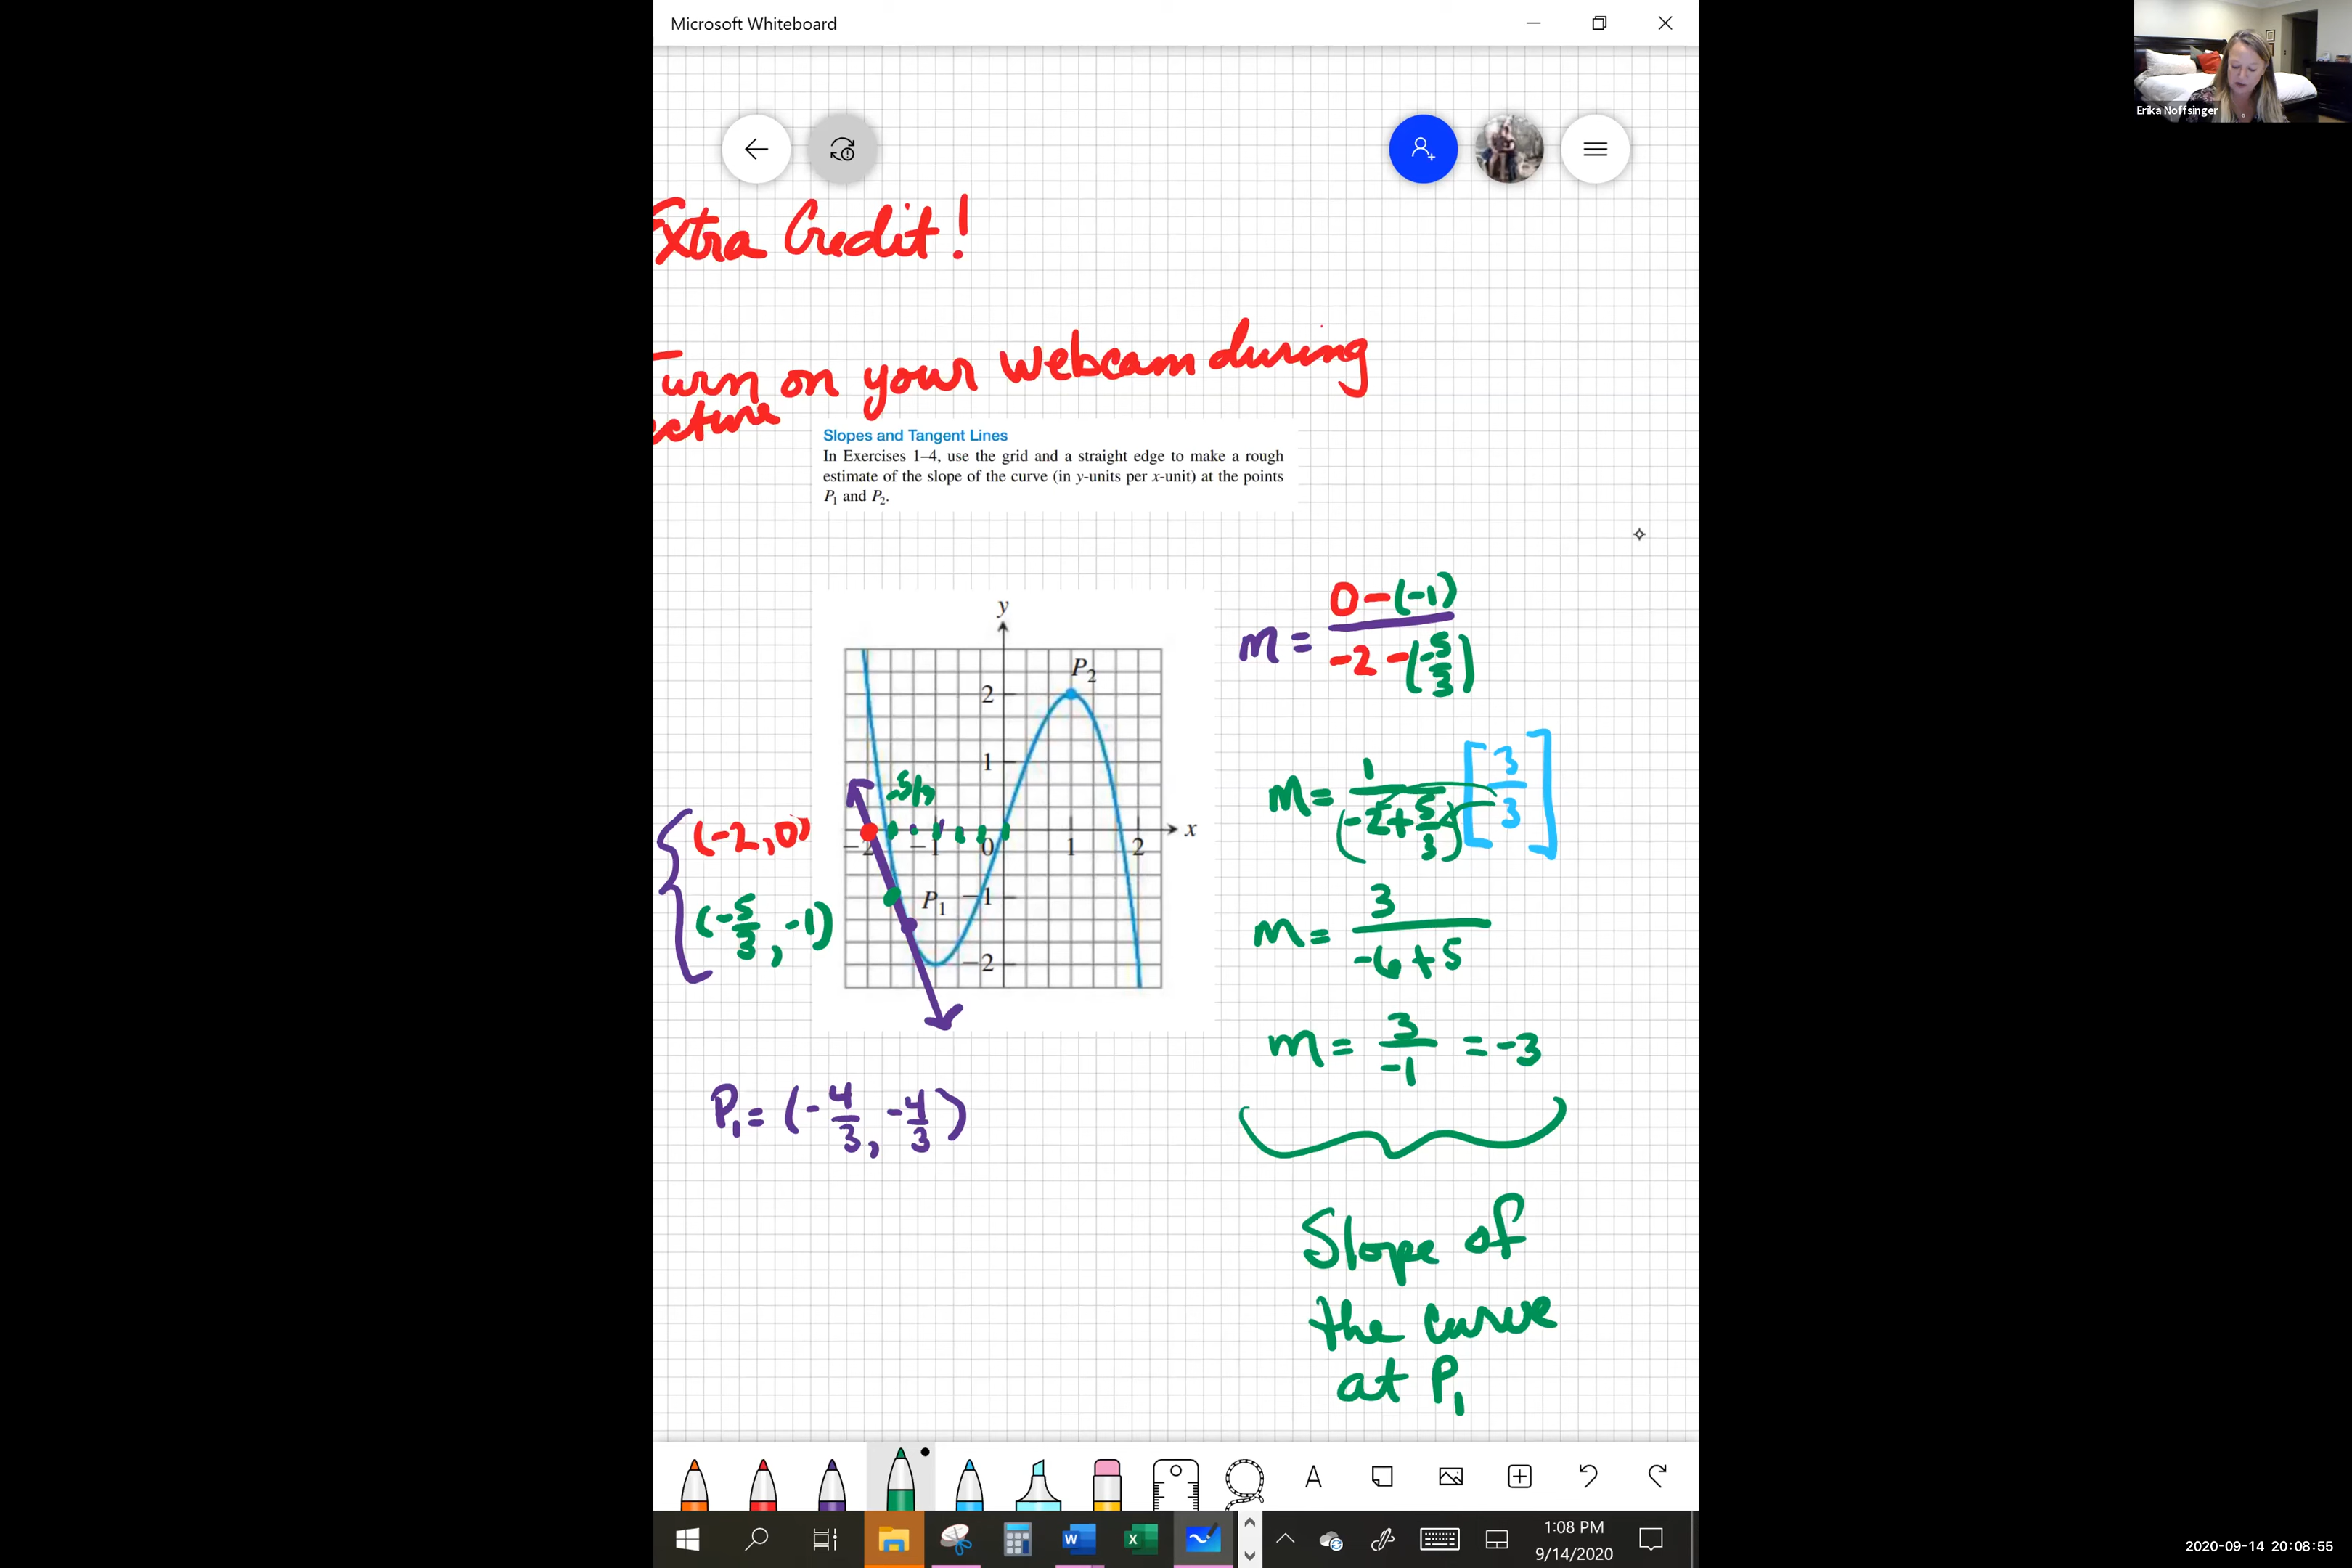 Microsoft Whiteboard
Erika Noffsinger
Extra Credit!
Turn on your webcam during
ecture
Slopes and Tangent Lines
In Exercises 1–4, use the grid and a straight edge to make a rough
estimate of the slope of the curve (in y-units per x-unit) at the points
P₁ and P₂.
y
P₂
2
1
-5/3
x
−2 −1 0 1 2
P₁
−1
−2
(-2,0)
(-5/3, -1)
P₁ = (-4/3, -4/3)
m = 0-(-1) / -2-(-5/3)
m = 1 / (-2+5/3) [3/3]
m = 3 / -6+5
m = 3/-1 = -3
Slope of
the curve
at P₁
A
W
X
1:08 PM
9/14/2020
2020-09-14 20:08:55